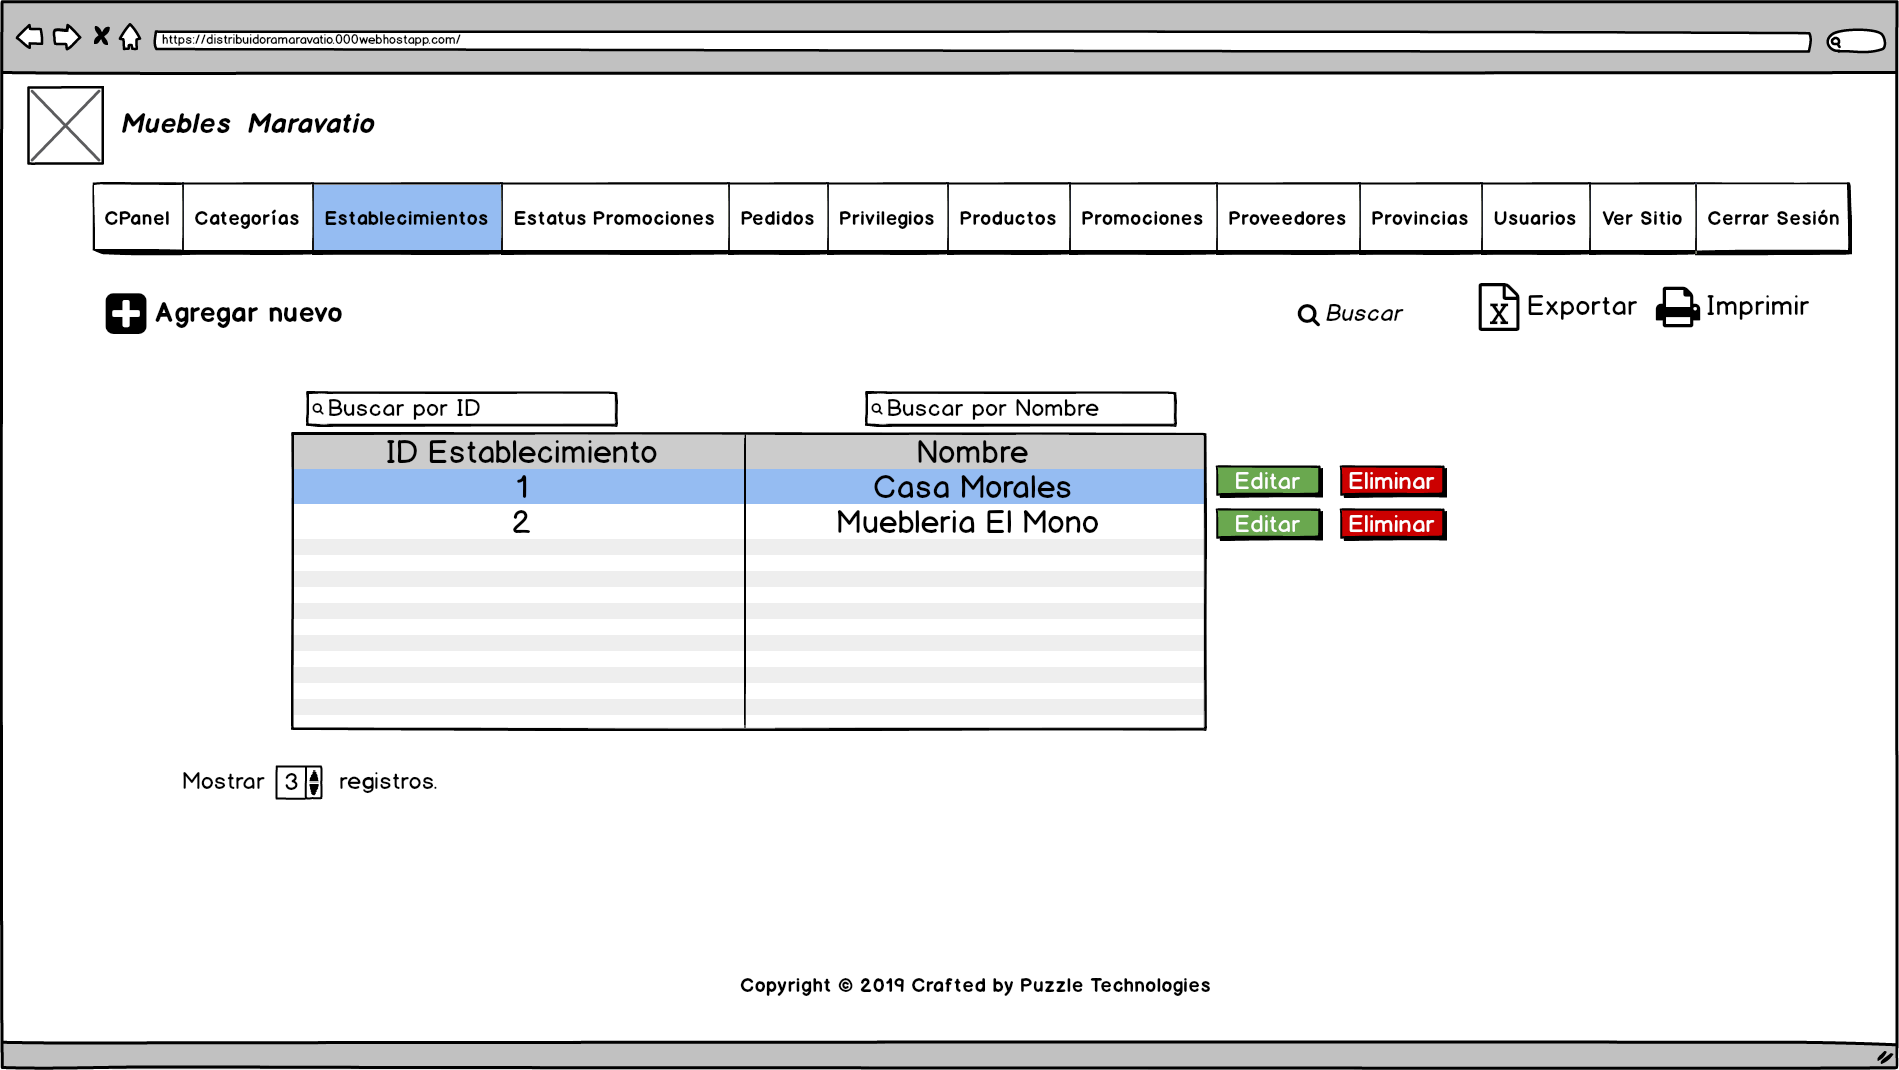 https://distribuidoramaravatio.000webhostapp.com/
Muebles Maravatio
CPanel Categorías Establecimientos Estatus Promociones Pedidos Privilegios Productos Promociones Proveedores Provincias Usuarios Ver Sitio Cerrar Sesión
Agregar nuevo Buscar Exportar Imprimir
Buscar por ID Buscar por Nombre
ID Establecimiento Nombre
1 Casa Morales Editar Eliminar
2 Muebleria El Mono Editar Eliminar
Mostrar 3 registros.
Copyright © 2019 Crafted by Puzzle Technologies